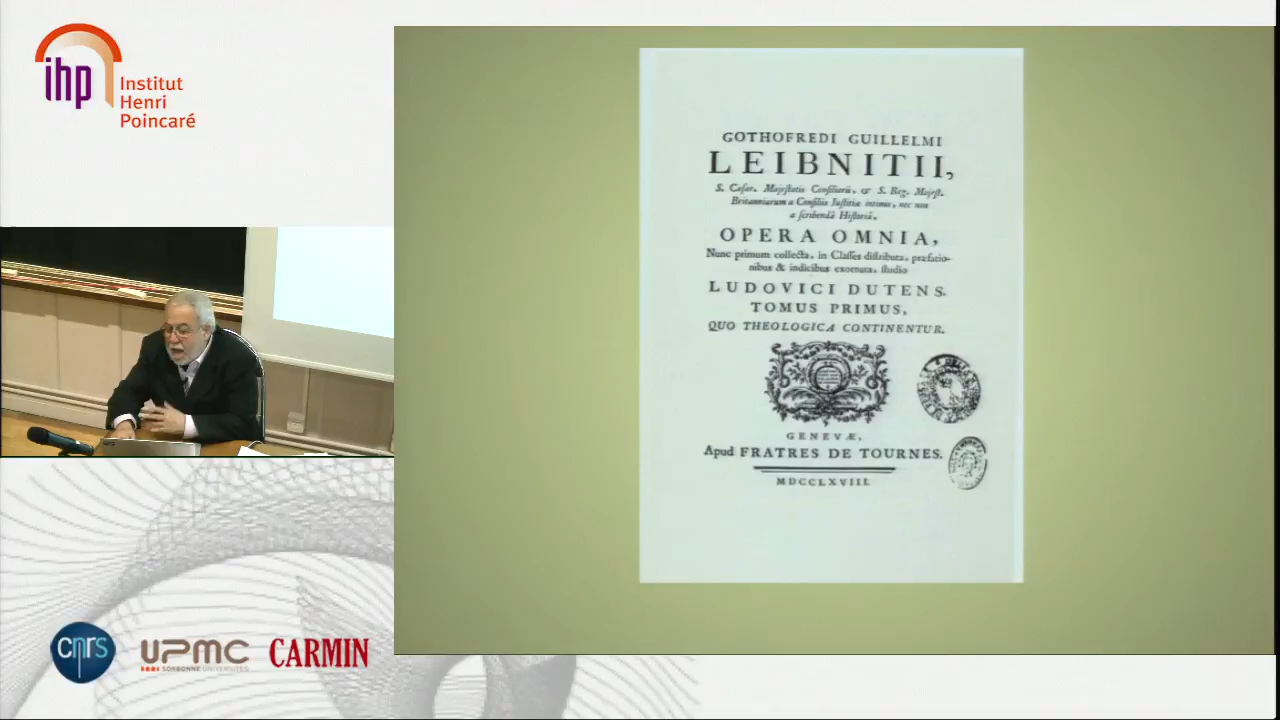 ihp
Institut
Henri
Poincaré
GOTHOFREDI GUILLELMI
LEIBNITII,
S. Cæsar. Majestatis Consiliarii, & S. Reg. Majest.
Britanniarum a Consiliis Justitiæ intimis, nec non
a scribendâ Historiâ,
OPERA OMNIA,
Nunc primum collecta, in Classes distributa, præfatio-
nibus & indicibus exornata, studio
LUDOVICI DUTENS.
TOMUS PRIMUS,
QUO THEOLOGICA CONTINENTUR.
GENEVÆ,
Apud FRATRES DE TOURNES.
MDCCLXVIII
cnrs
UPMC
SORBONNE UNIVERSITÉS
CARMIN